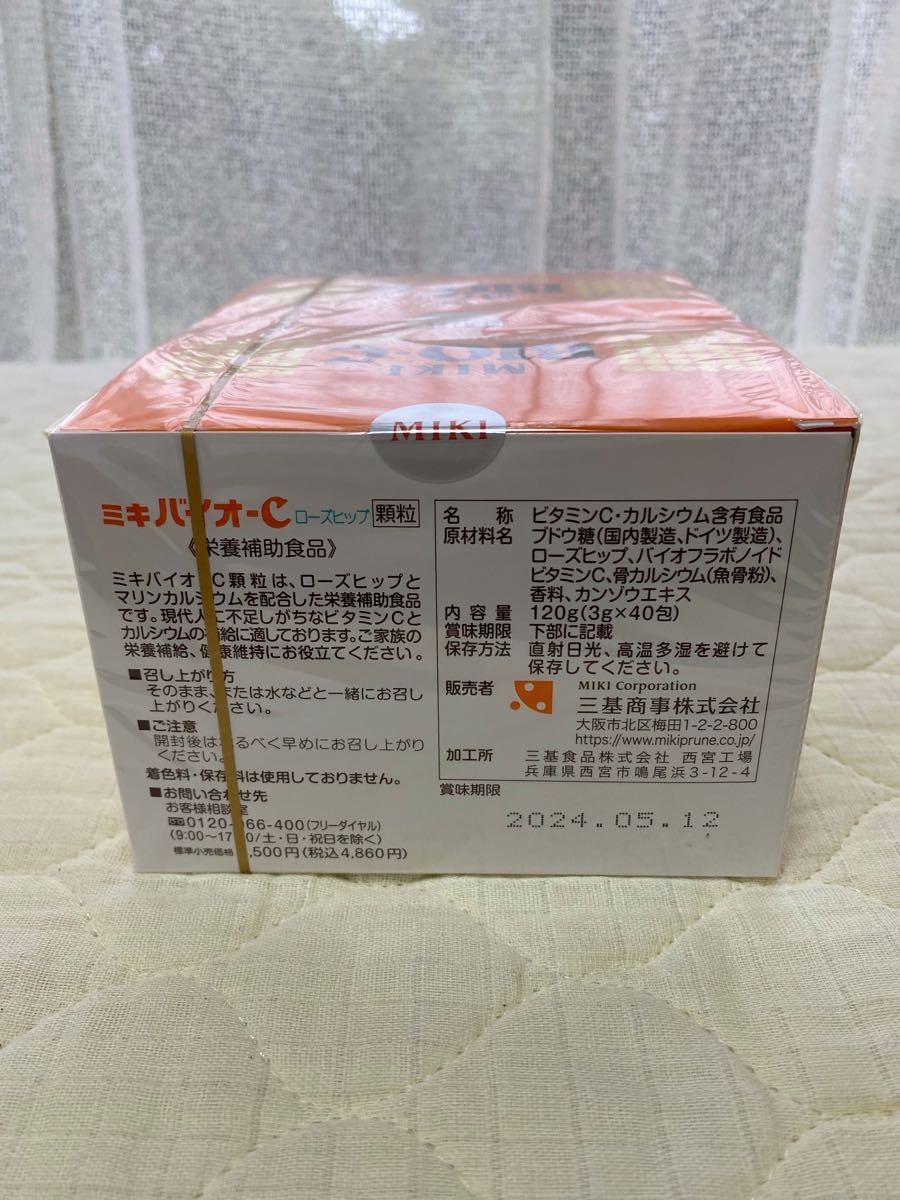 BIO-C
MIKI
MIKI
ミキバイオ-C ローズヒップ 顆粒
《栄養補助食品》
ミキバイオ C顆粒は、ローズヒップと
マリンカルシウムを配合した栄養補助食品
です。現代人に不足しがちなビタミンCと
カルシウムの 給に適しております。ご家族の
栄養補給、健康維持にお役立てください。
■召し上がり方
そのまま、または水などと一緒にお召し
上がりください。
■ご注意
開封後はなるべく早めにお召し上がり
ください。
着色料・保存料は使用しておりません。
■お問い合わせ先
お客様相談室
0120- 66-400(フリーダイヤル)
(9:00~17: 0/土・日・祝日を除く)
標準小売価格 ,500円(税込4,860円)
名称 ビタミンC・カルシウム含有食品
原材料名 ブドウ糖(国内製造、ドイツ製造)、
ローズヒップ、バイオフラボノイド
ビタミンC、骨カルシウム(魚骨粉)、
香料、カンゾウエキス
内容量 120g(3g×40包)
賞味期限 下部に記載
保存方法 直射日光、高温多湿を避けて
保存してください。
販売者 MIKI Corporation
三基商事株式会社
大阪市北区梅田1-2-2-800
https://www.mikiprune.co.jp/
加工所 三基食品株式会社 西宮工場
兵庫県西宮市鳴尾浜3-12-4
賞味期限
2024.05.12